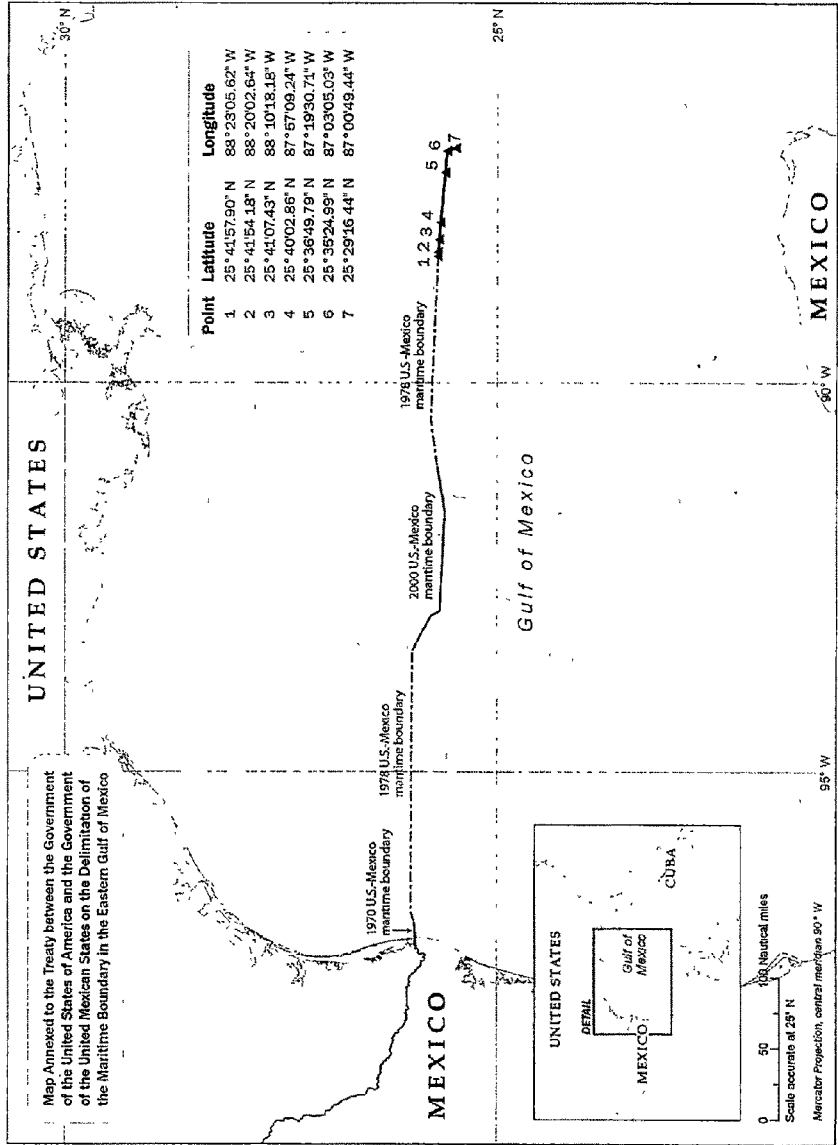 Map Annexed to the Treaty between the Government
of the United States of America and the Government
of the United Mexican States on the Delimitation of
the Maritime Boundary in the Eastern Gulf of Mexico
UNITED STATES
30° N
Point Latitude Longitude
1 25°41'57.90" N 88°23'05.62" W
2 25°41'54 18" N 88°20'02.64" W
3 25°41'07.43" N 88°10'18.18" W
4 25°40'02.86" N 87°57'09.24" W
5 25°36'49.79" N 87°19'30.71" W
6 25°35'24.99" N 87°03'05.03" W
7 25°29'16 44" N 87°00'49.44" W
1970 U.S.-Mexico
maritime boundary
1978 U.S.-Mexico
maritime boundary
2000 U.S.-Mexico
maritime boundary
1978 U.S.-Mexico
maritime boundary
1 2 3 4 5 6
7
MEXICO
25° N
Gulf of Mexico
UNITED STATES
DETAIL
Gulf of
Mexico
MEXICO
CUBA
0 50 100 Nautical miles
Scale accurate at 25° N
Mercator Projection, central meridian 90° W
95° W
90° W
MEXICO